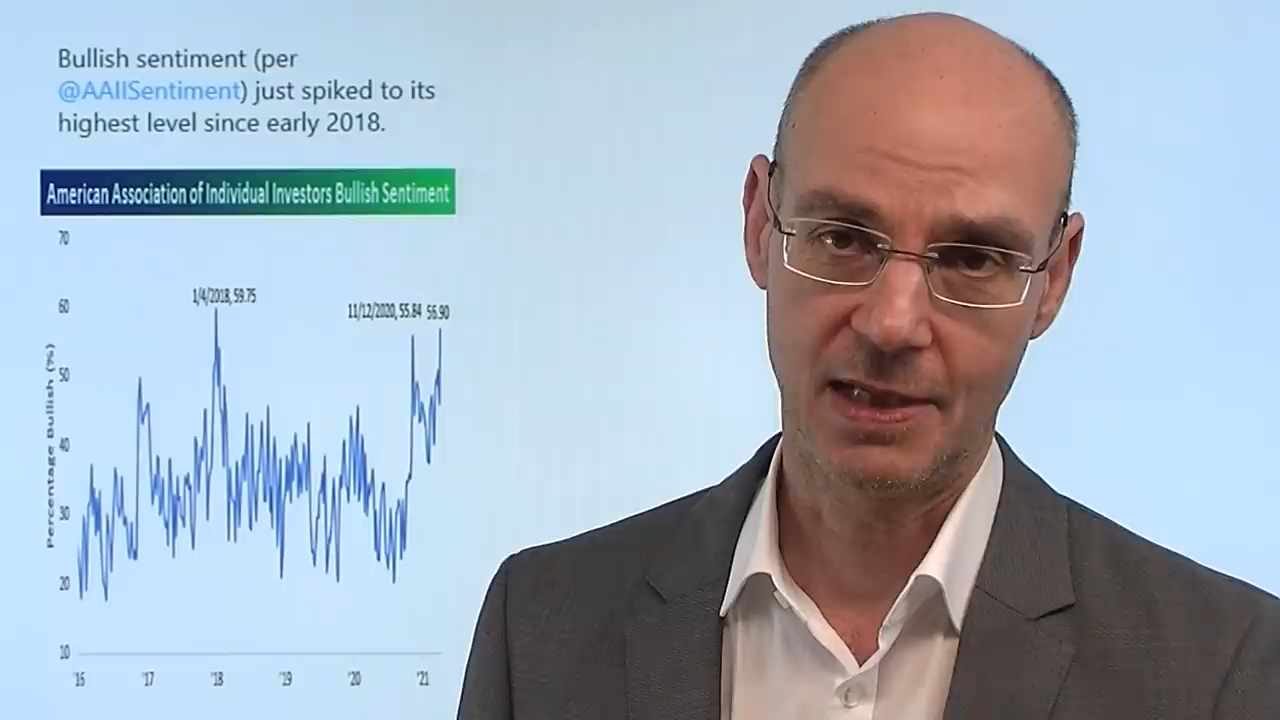 Bullish sentiment (per
@AAIISentiment) just spiked to its
highest level since early 2018.
American Association of Individual Investors Bullish Sentiment
70
1/4/2018, 59.75
11/12/2020, 55.84 56.90
60
50
Percentage Bullish (%)
40
30
20
10
'16 '17 '18 '19 '20 '21